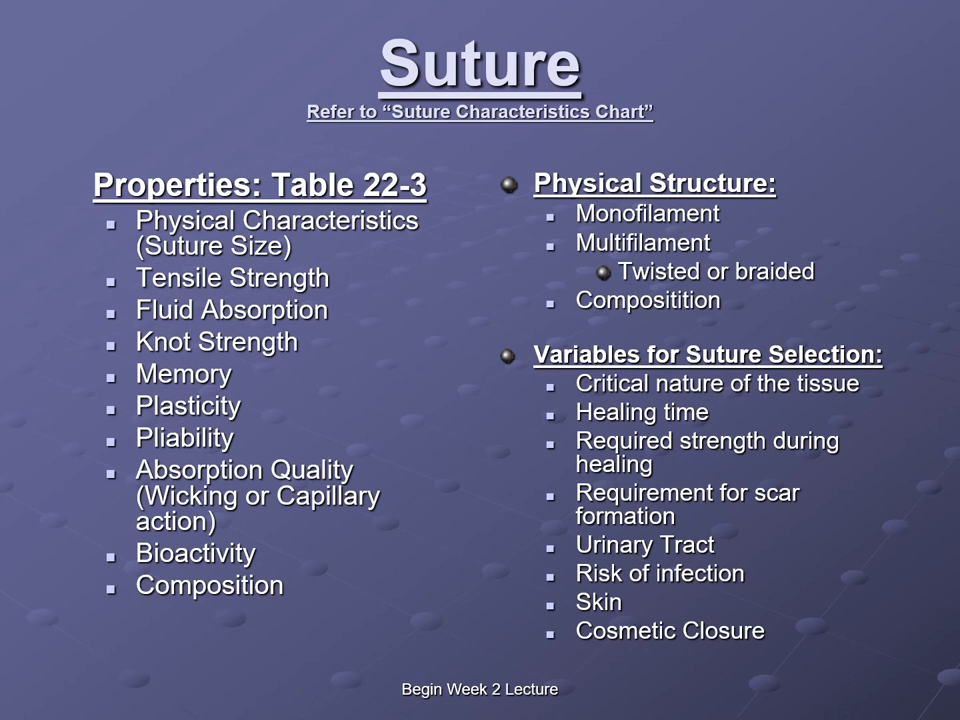 Suture
Refer to “Suture Characteristics Chart”
Properties: Table 22-3
Physical Characteristics
(Suture Size)
Tensile Strength
Fluid Absorption
Knot Strength
Memory
Plasticity
Pliability
Absorption Quality
(Wicking or Capillary
action)
Bioactivity
Composition
Physical Structure:
Monofilament
Multifilament
Twisted or braided
Compositition
Variables for Suture Selection:
Critical nature of the tissue
Healing time
Required strength during
healing
Requirement for scar
formation
Urinary Tract
Risk of infection
Skin
Cosmetic Closure
Begin Week 2 Lecture